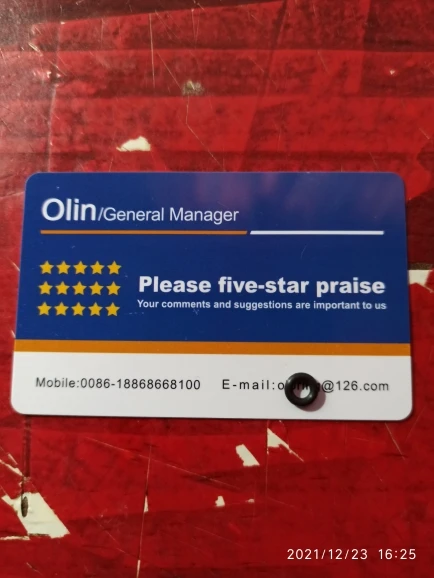 Olin/General Manager
Please five-star praise
Your comments and suggestions are important to us
Mobile:0086-18868668100
E-mail: @126.com
2021/12/23 16:25